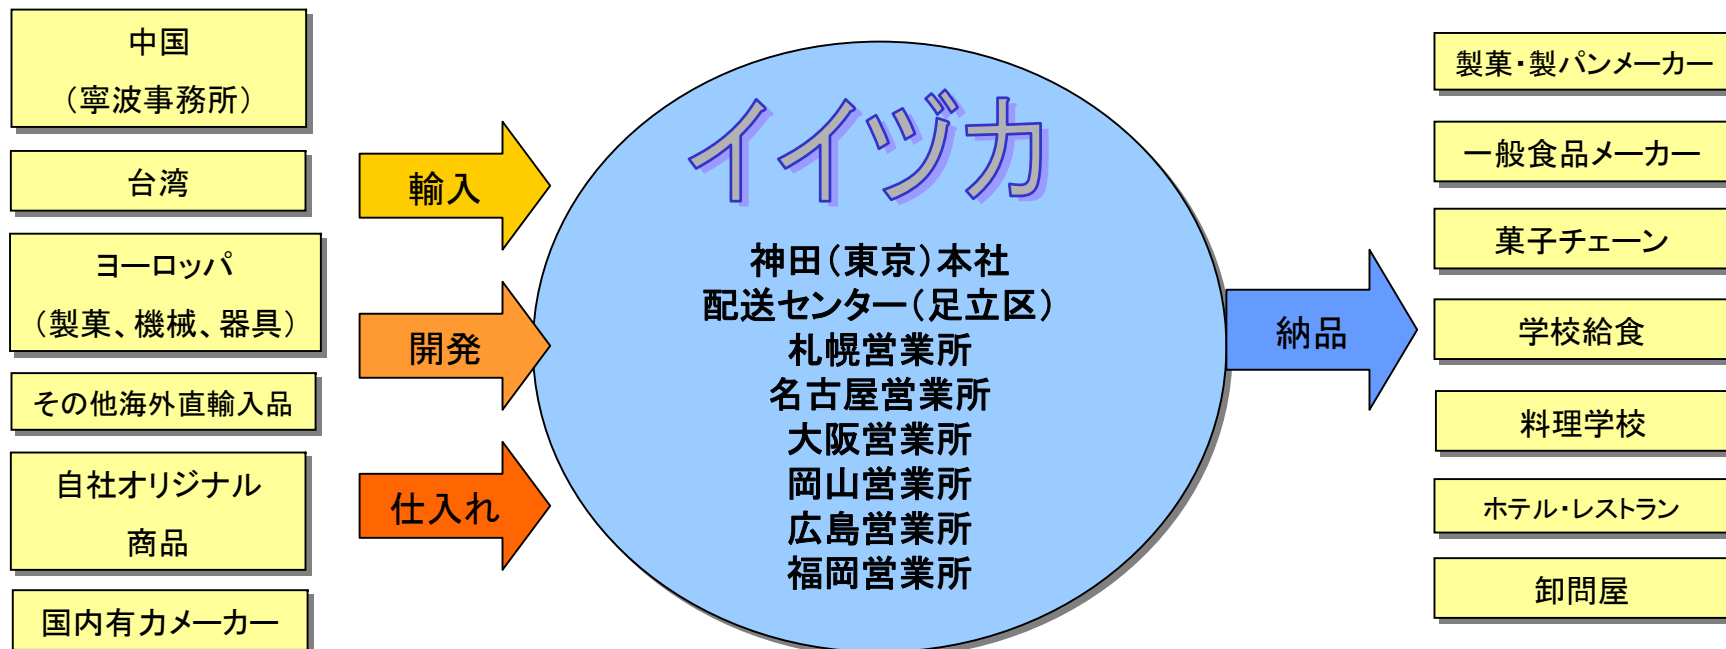 中国
（寧波事務所）
台湾
ヨーロッパ
（製菓、機械、器具）
その他海外直輸入品
自社オリジナル
商品
国内有力メーカー
輸入
開発
仕入れ
イイヅカ
神田（東京）本社
配送センター（足立区）
札幌営業所
名古屋営業所
大阪営業所
岡山営業所
広島営業所
福岡営業所
納品
製菓・製パンメーカー
一般食品メーカー
菓子チェーン
学校給食
料理学校
ホテル・レストラン
卸問屋